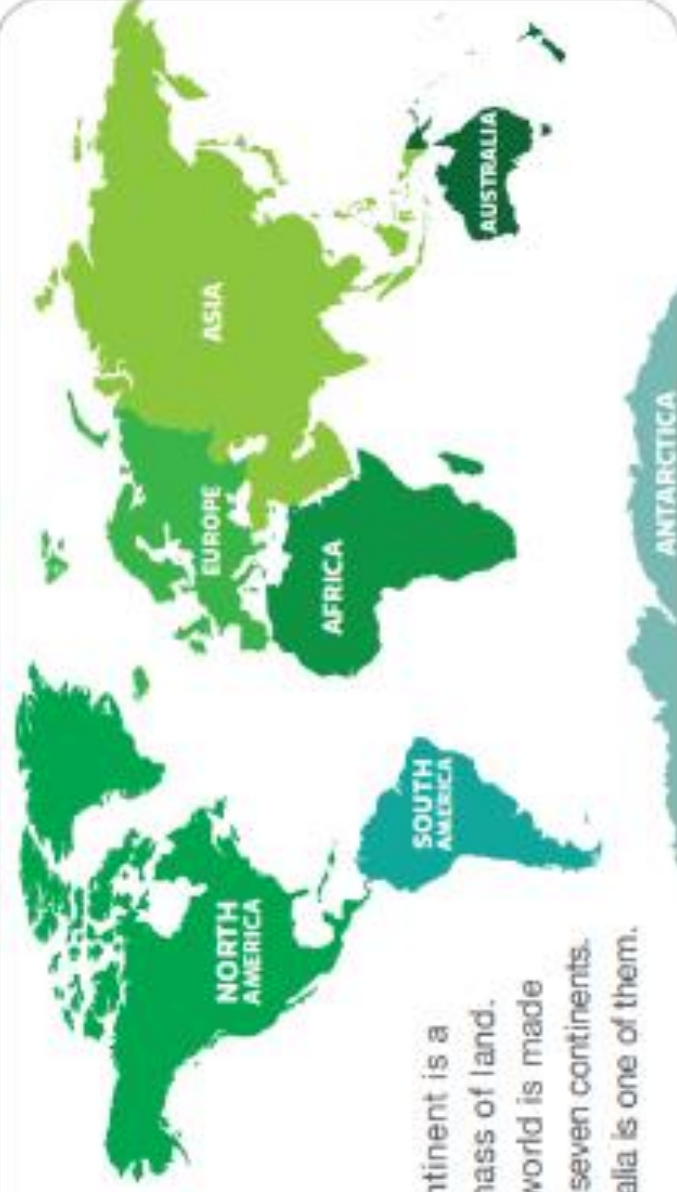 NORTH
AMERICA
SOUTH
AMERICA
EUROPE
AFRICA
ASIA
AUSTRALIA
ANTARCTICA
ntinent is a
mass of land.
world is made
seven continents.
alia is one of them.